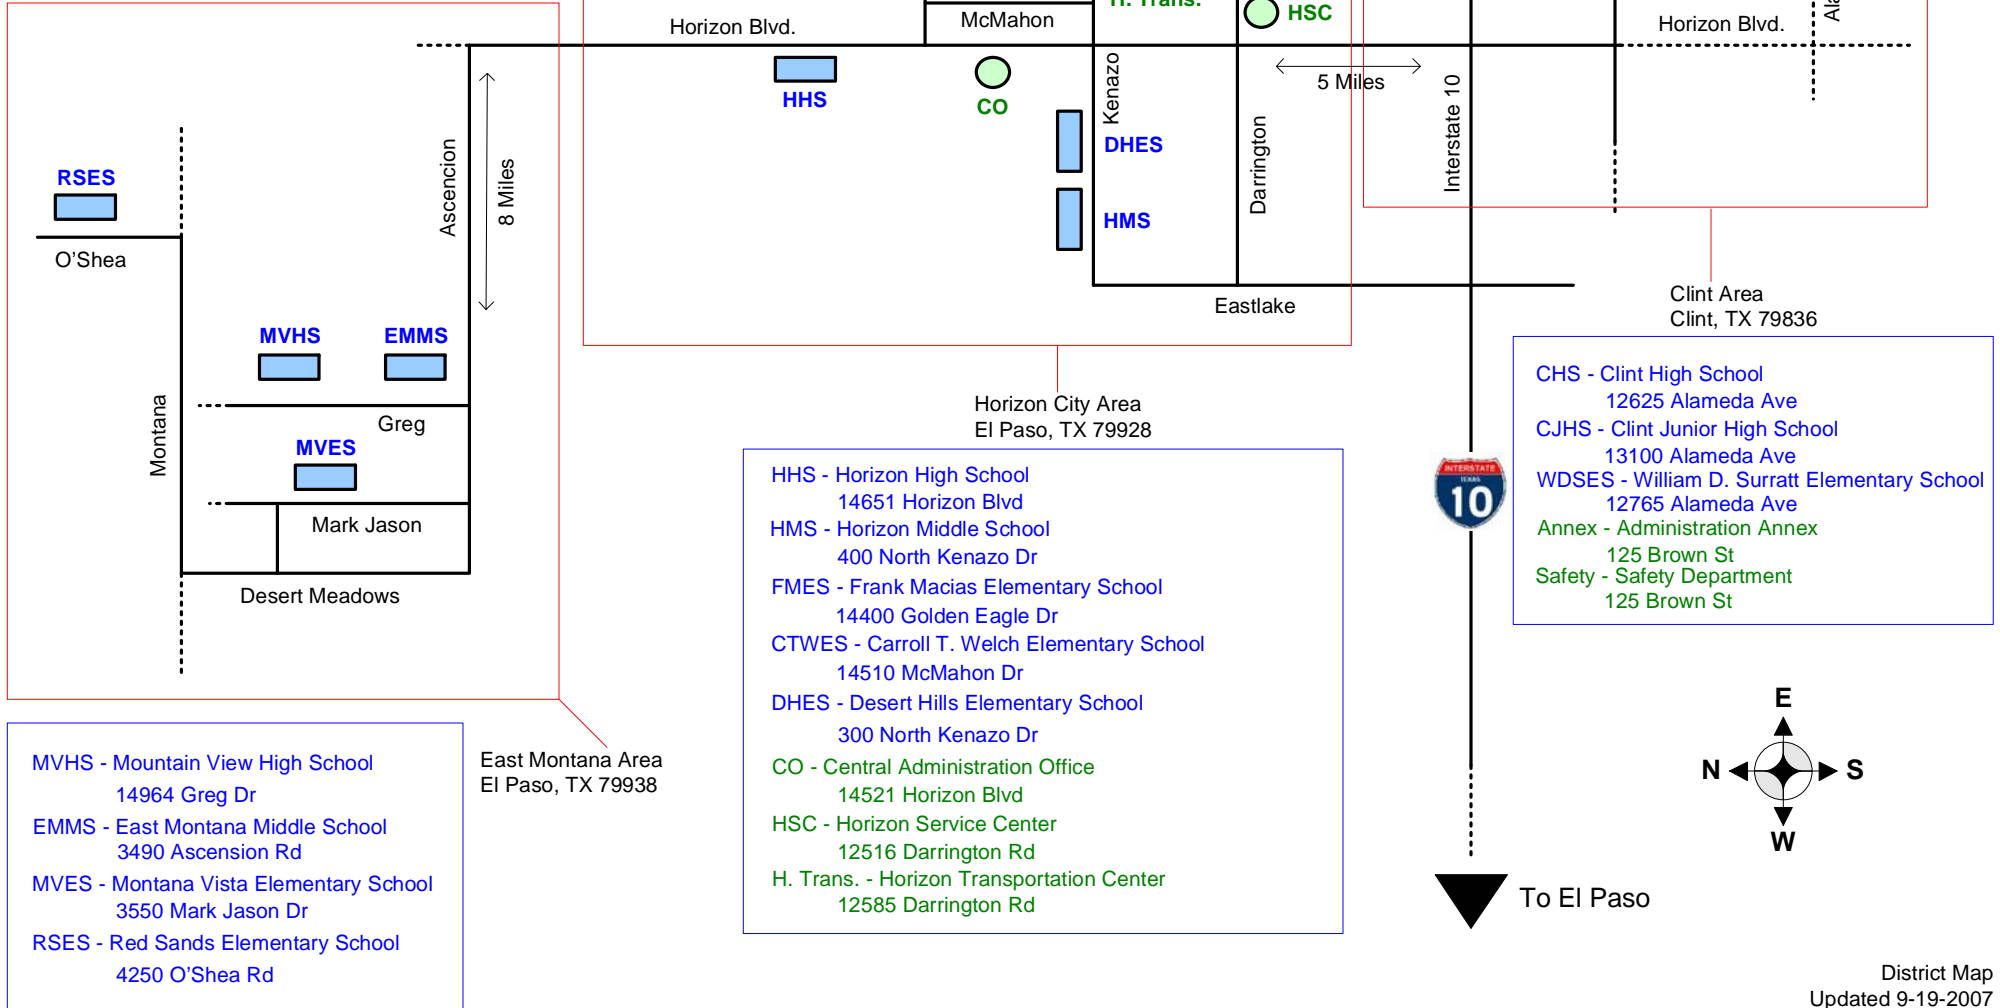 H. Trans.
HSC
McMahon
Horizon Blvd.
Horizon Blvd.
HHS
CO
Kenazo
5 Miles
Interstate 10
DHES
Darrington
HMS
Eastlake
Ascencion
8 Miles
RSES
O'Shea
MVHS
EMMS
Greg
Montana
MVES
Mark Jason
Desert Meadows
Clint Area
Clint, TX 79836
CHS - Clint High School
12625 Alameda Ave
CJHS - Clint Junior High School
13100 Alameda Ave
WDSES - William D. Surratt Elementary School
12765 Alameda Ave
Annex - Administration Annex
125 Brown St
Safety - Safety Department
125 Brown St
Horizon City Area
El Paso, TX 79928
HHS - Horizon High School
14651 Horizon Blvd
HMS - Horizon Middle School
400 North Kenazo Dr
FMES - Frank Macias Elementary School
14400 Golden Eagle Dr
CTWES - Carroll T. Welch Elementary School
14510 McMahon Dr
DHES - Desert Hills Elementary School
300 North Kenazo Dr
CO - Central Administration Office
14521 Horizon Blvd
HSC - Horizon Service Center
12516 Darrington Rd
H. Trans. - Horizon Transportation Center
12585 Darrington Rd
INTERSTATE
TEXAS
10
East Montana Area
El Paso, TX 79938
MVHS - Mountain View High School
14964 Greg Dr
EMMS - East Montana Middle School
3490 Ascension Rd
MVES - Montana Vista Elementary School
3550 Mark Jason Dr
RSES - Red Sands Elementary School
4250 O'Shea Rd
E
N
S
W
To El Paso
District Map
Updated 9-19-2007